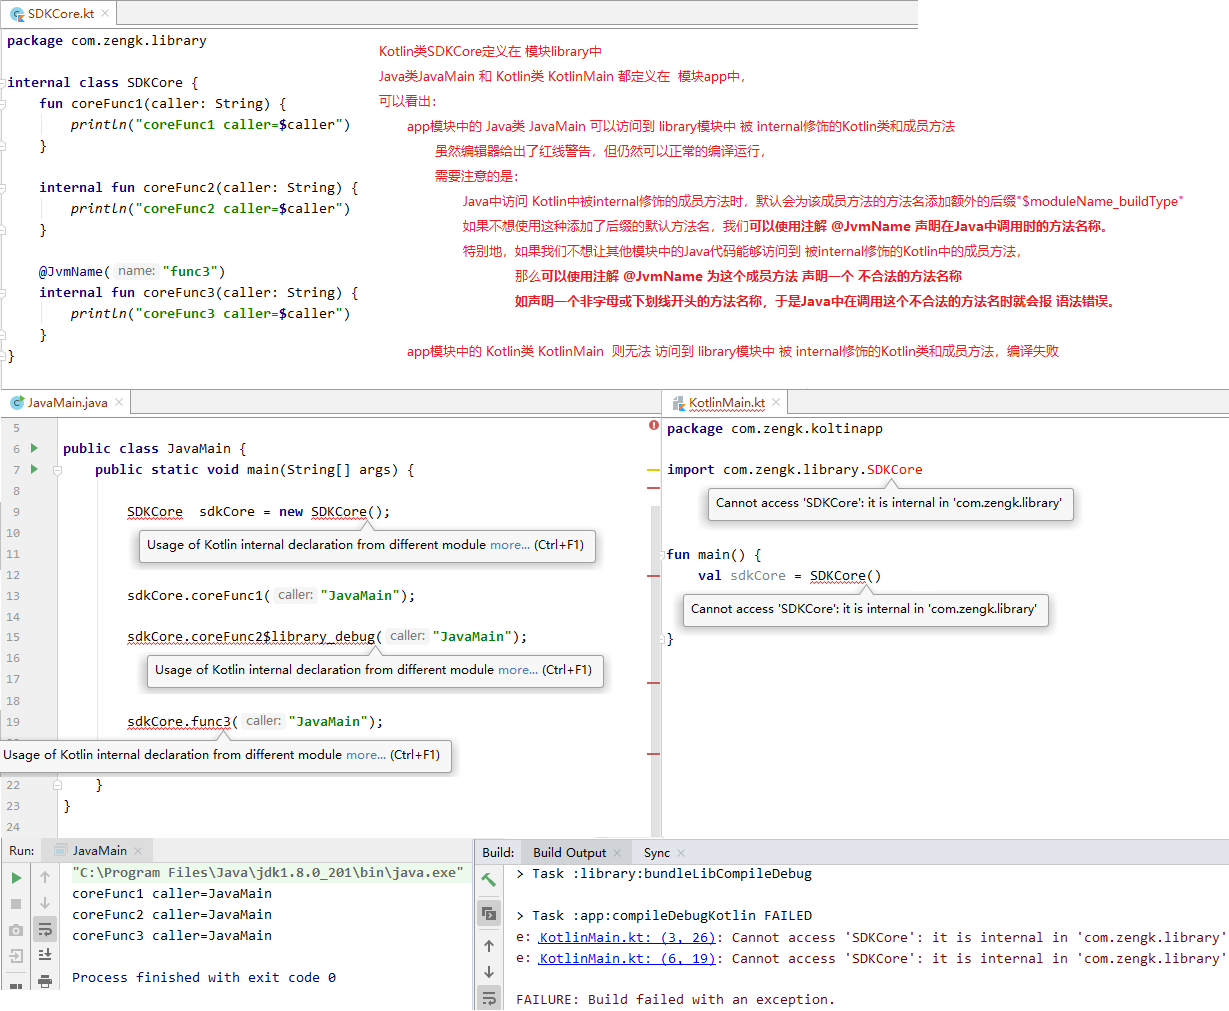 SDKCore.kt
package com.zengk.library
internal class SDKCore {
fun coreFunc1(caller: String) {
println("coreFunc1 caller=$caller")
}
internal fun coreFunc2(caller: String) {
println("coreFunc2 caller=$caller")
}
@JvmName( name: "func3")
internal fun coreFunc3(caller: String) {
println("coreFunc3 caller=$caller")
}
}
Kotlin类SDKCore定义在 模块library中
Java类JavaMain 和 Kotlin类 KotlinMain 都定义在 模块app中，
可以看出：
app模块中的 Java类 JavaMain 可以访问到 library模块中 被 internal修饰的Kotlin类和成员方法
虽然编辑器给出了红线警告，但仍然可以正常的编译运行，
需要注意的是：
Java中访问 Kotlin中被internal修饰的成员方法时，默认会为该成员方法的方法名添加额外的后缀"$moduleName_buildType"
如果不想使用这种添加了后缀的默认方法名，我们可以使用注解 @JvmName 声明在Java中调用时的方法名称。
特别地，如果我们不想让其他模块中的Java代码能够访问到 被internal修饰的Kotlin中的成员方法，
那么可以使用注解 @JvmName 为这个成员方法 声明一个 不合法的方法名称
如声明一个非字母或下划线开头的方法名称，于是Java中在调用这个不合法的方法名时就会报 语法错误。
app模块中的 Kotlin类 KotlinMain 则无法 访问到 library模块中 被 internal修饰的Kotlin类和成员方法，编译失败
JavaMain.java
5
6 public class JavaMain {
7 public static void main(String[] args) {
8
9 SDKCore sdkCore = new SDKCore();
10
Usage of Kotlin internal declaration from different module more... (Ctrl+F1)
11
12
13 sdkCore.coreFunc1( caller: "JavaMain");
14
15 sdkCore.coreFunc2$library_debug( caller: "JavaMain");
16
Usage of Kotlin internal declaration from different module more... (Ctrl+F1)
17
18
19 sdkCore.func3( caller: "JavaMain");
Usage of Kotlin internal declaration from different module more... (Ctrl+F1)
22 }
23 }
24
KotlinMain.kt
package com.zengk.koltinapp
import com.zengk.library.SDKCore
Cannot access 'SDKCore': it is internal in 'com.zengk.library'
fun main() {
val sdkCore = SDKCore()
Cannot access 'SDKCore': it is internal in 'com.zengk.library'
}
Run: JavaMain
"C:\Program Files\Java\jdk1.8.0_201\bin\java.exe"
coreFunc1 caller=JavaMain
coreFunc2 caller=JavaMain
coreFunc3 caller=JavaMain
Process finished with exit code 0
Build: Build Output Sync
> Task :library:bundleLibCompileDebug
> Task :app:compileDebugKotlin FAILED
e: KotlinMain.kt: (3, 26): Cannot access 'SDKCore': it is internal in 'com.zengk.library'
e: KotlinMain.kt: (6, 19): Cannot access 'SDKCore': it is internal in 'com.zengk.library'
FAILURE: Build failed with an exception.